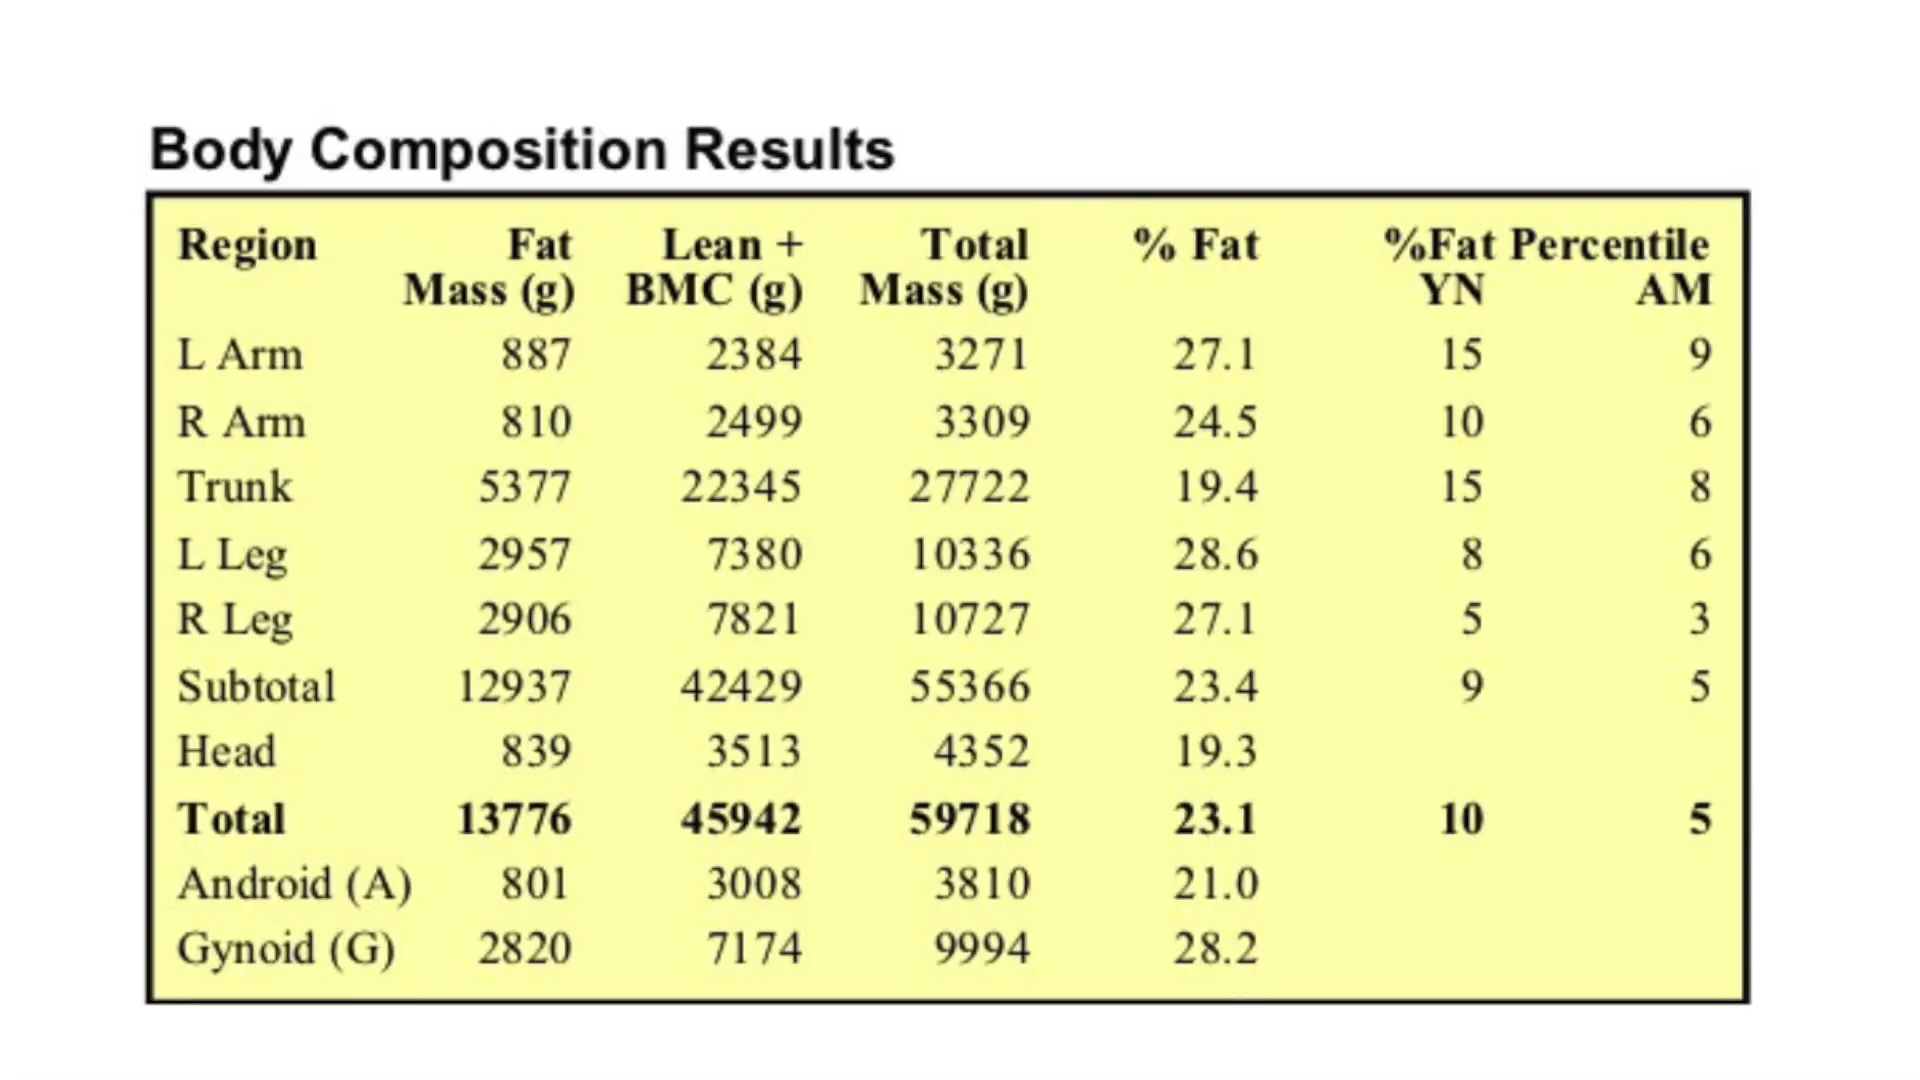 Body Composition Results
Region Fat Lean + Total % Fat %Fat Percentile
Mass (g) BMC (g) Mass (g) YN AM
L Arm 887 2384 3271 27.1 15 9
R Arm 810 2499 3309 24.5 10 6
Trunk 5377 22345 27722 19.4 15 8
L Leg 2957 7380 10336 28.6 8 6
R Leg 2906 7821 10727 27.1 5 3
Subtotal 12937 42429 55366 23.4 9 5
Head 839 3513 4352 19.3
Total 13776 45942 59718 23.1 10 5
Android (A) 801 3008 3810 21.0
Gynoid (G) 2820 7174 9994 28.2